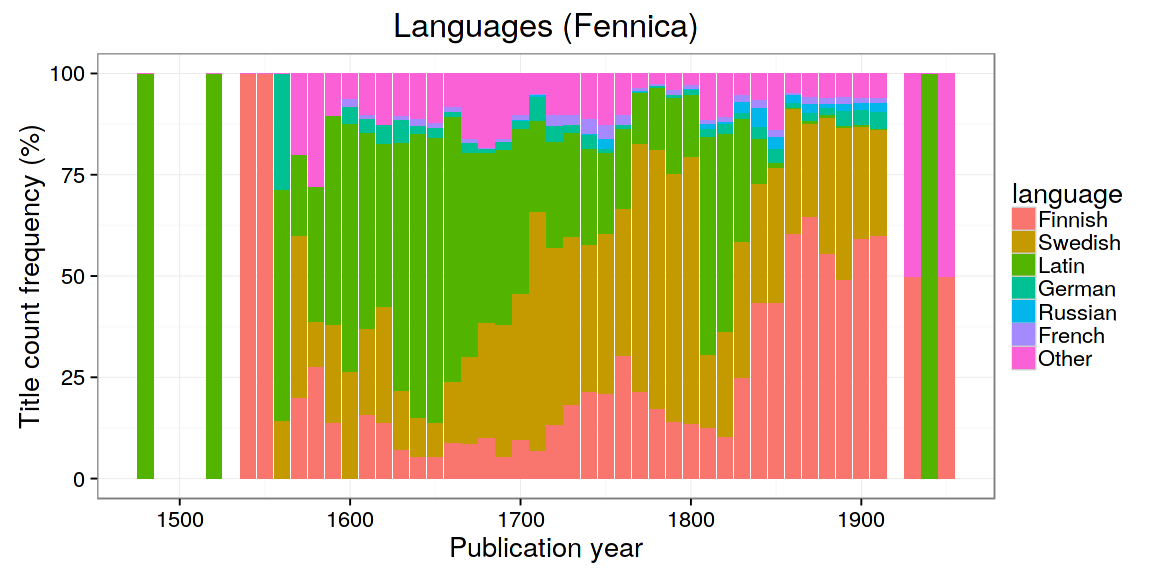 Languages (Fennica)
Title count frequency (%)
100
75
50
25
0
1500 1600 1700 1800 1900
Publication year
language
Finnish
Swedish
Latin
German
Russian
French
Other